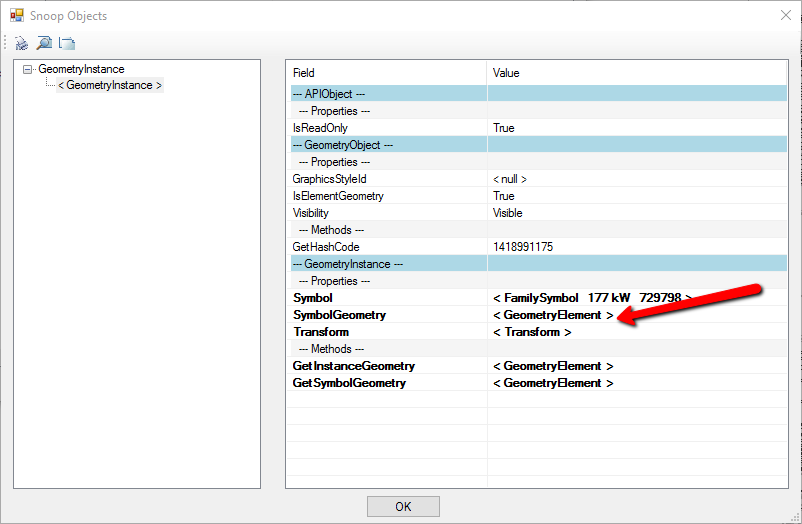 Snoop Objects
GeometryInstance
< GeometryInstance >
Field Value
--- APIObject ---
--- Properties ---
IsReadOnly True
--- GeometryObject ---
--- Properties ---
GraphicsStyleId < null >
IsElementGeometry True
Visibility Visible
--- Methods ---
GetHashCode 1418991175
--- GeometryInstance ---
--- Properties ---
Symbol < FamilySymbol 177 kW 729798 >
SymbolGeometry < GeometryElement >
Transform < Transform >
--- Methods ---
GetInstanceGeometry < GeometryElement >
GetSymbolGeometry < GeometryElement >
OK